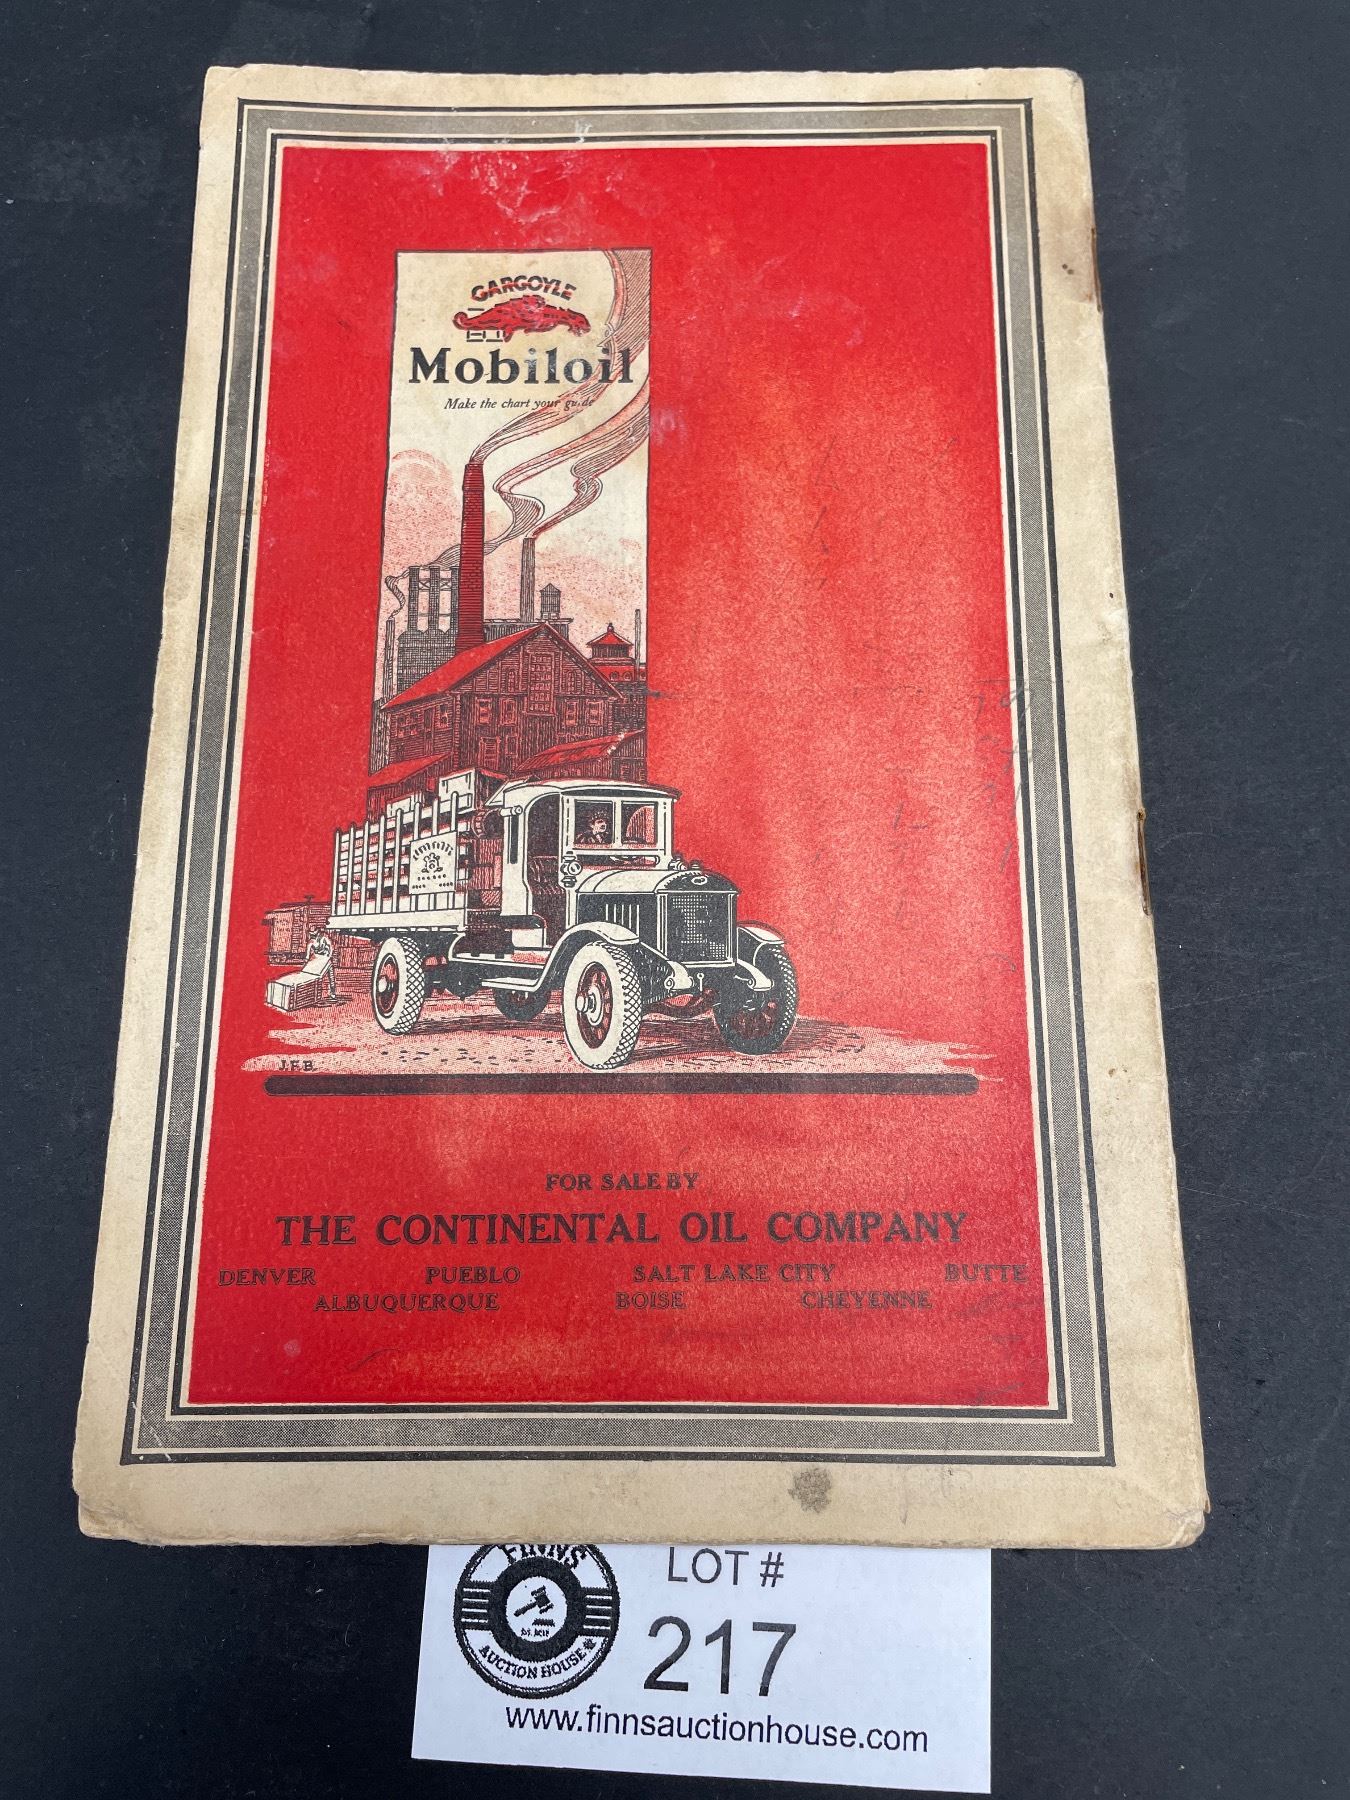 GARGOYLE
Mobiloil
Make the chart your guide
J.F.B.
FOR SALE BY
THE CONTINENTAL OIL COMPANY
DENVER PUEBLO SALT LAKE CITY BUTTE
ALBUQUERQUE BOISE CHEYENNE
FINNS
AUCTION HOUSE
LOT #
217
www.finnsauctionhouse.com